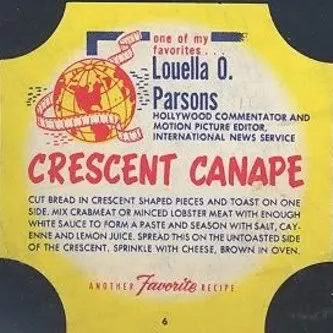 one of my
favorites . . .
Louella O.
Parsons
HOLLYWOOD COMMENTATOR AND
MOTION PICTURE EDITOR,
INTERNATIONAL NEWS SERVICE
CRESCENT CANAPE
CUT BREAD IN CRESCENT SHAPED PIECES AND TOAST ON ONE
SIDE. MIX CRABMEAT OR MINCED LOBSTER MEAT WITH ENOUGH
WHITE SAUCE TO FORM A PASTE AND SEASON WITH SALT, CAY-
ENNE AND LEMON JUICE. SPREAD THIS ON THE UNTOASTED SIDE
OF THE CRESCENT. SPRINKLE WITH CHEESE, BROWN IN OVEN.
ANOTHER Favorite RECIPE
6